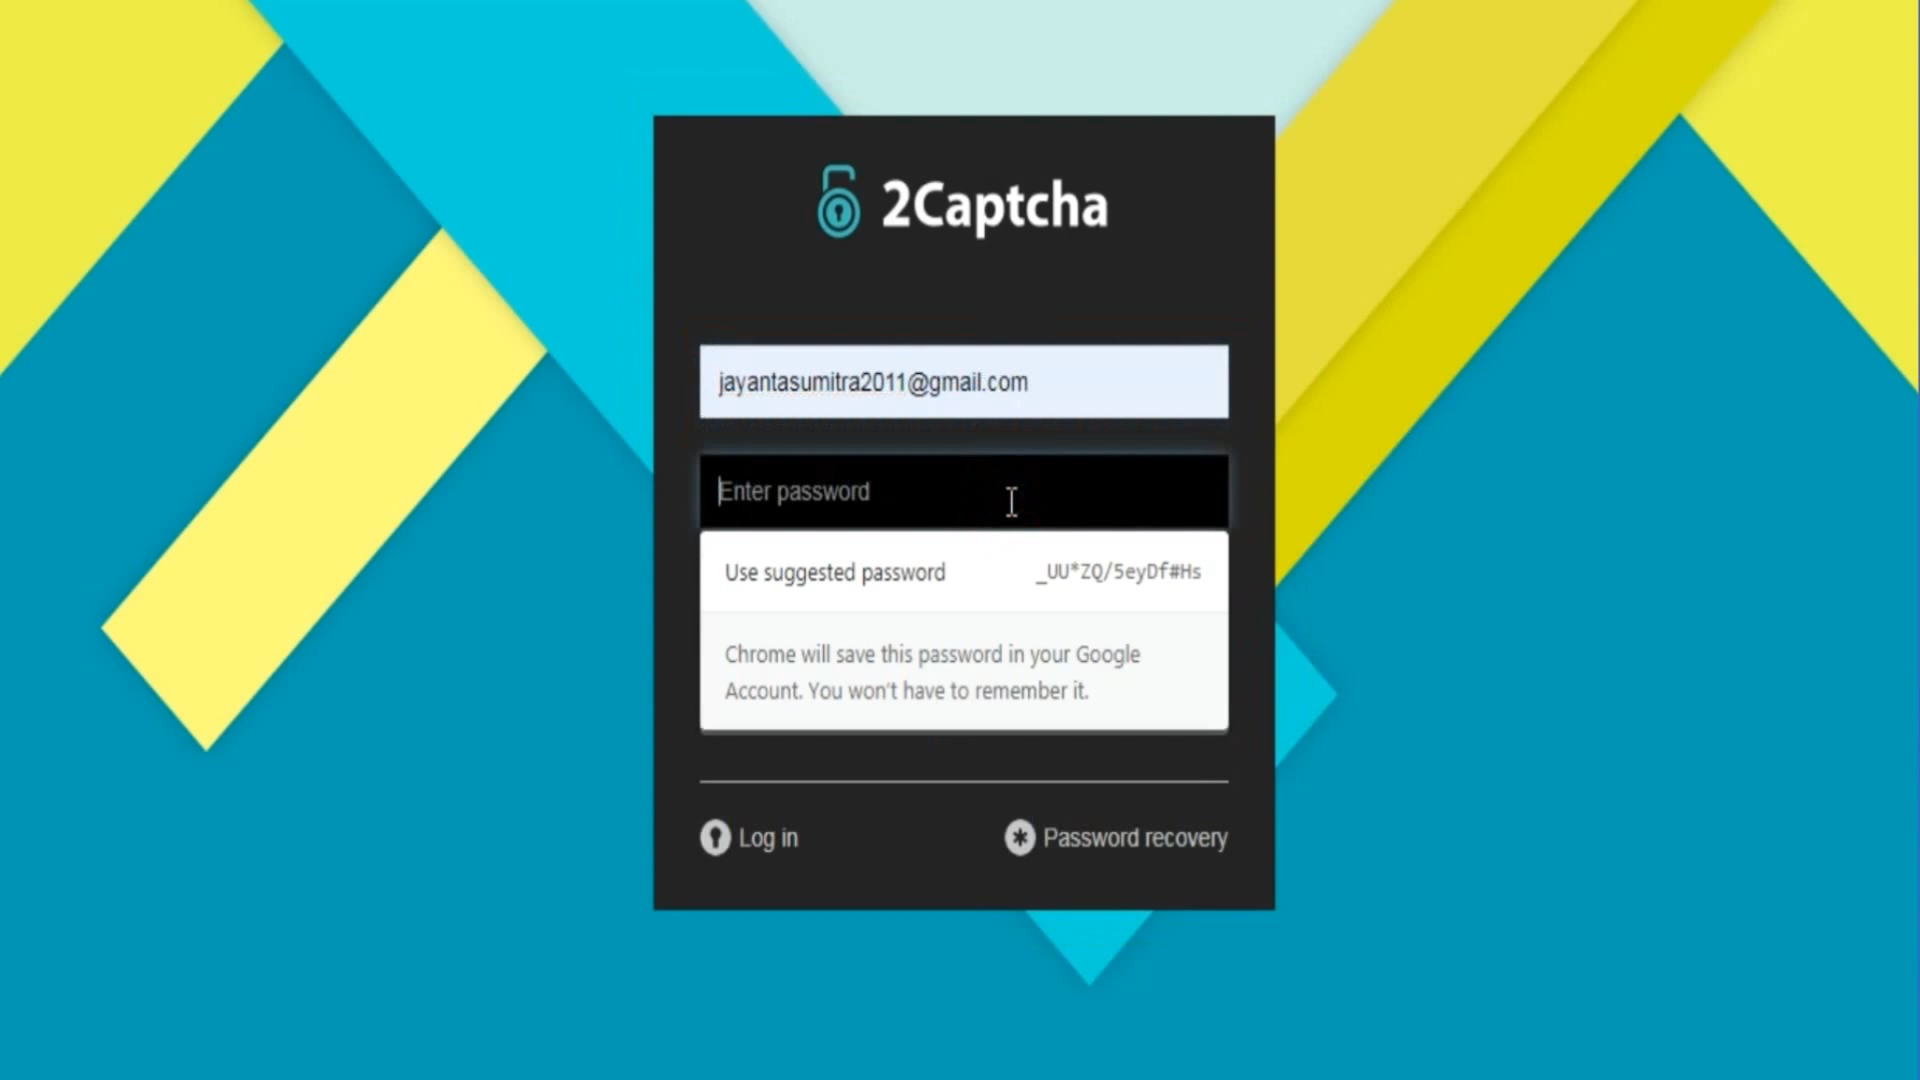 2Captcha
jayantasumitra2011@gmail.com
Enter password
Use suggested password _UU*ZQ/5eyDf#Hs
Chrome will save this password in your Google
Account. You won't have to remember it.
Log in Password recovery